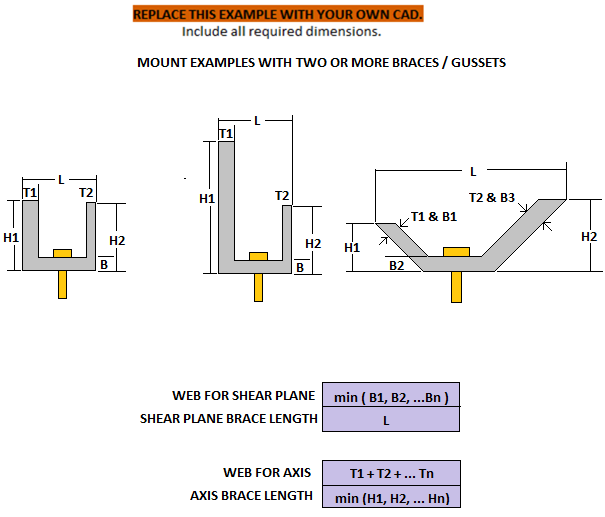 REPLACE THIS EXAMPLE WITH YOUR OWN CAD.
Include all required dimensions.
MOUNT EXAMPLES WITH TWO OR MORE BRACES / GUSSETS
L
T1
T2
H1
H2
B
L
T1
T2
H1
H2
B
L
T1 & B1
T2 & B3
H1
H2
B2
WEB FOR SHEAR PLANE min ( B1, B2, ...Bn )
SHEAR PLANE BRACE LENGTH L
WEB FOR AXIS T1 + T2 + ... Tn
AXIS BRACE LENGTH min (H1, H2, ... Hn)